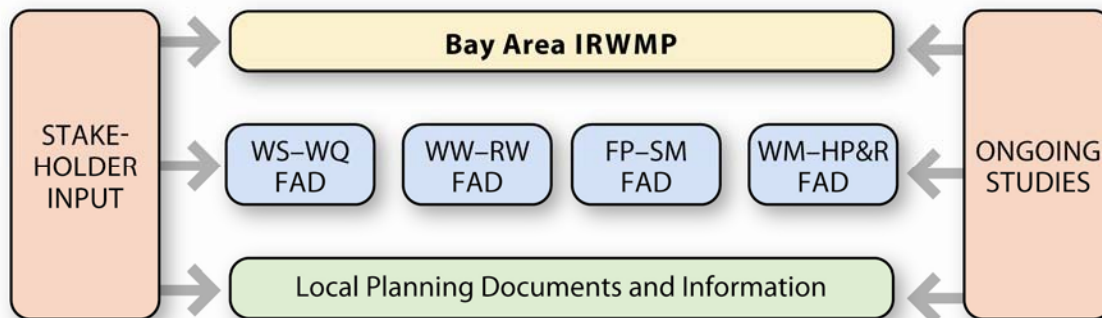 STAKE-
HOLDER
INPUT
Bay Area IRWMP
WS–WQ
FAD
WW–RW
FAD
FP–SM
FAD
WM–HP&R
FAD
Local Planning Documents and Information
ONGOING
STUDIES